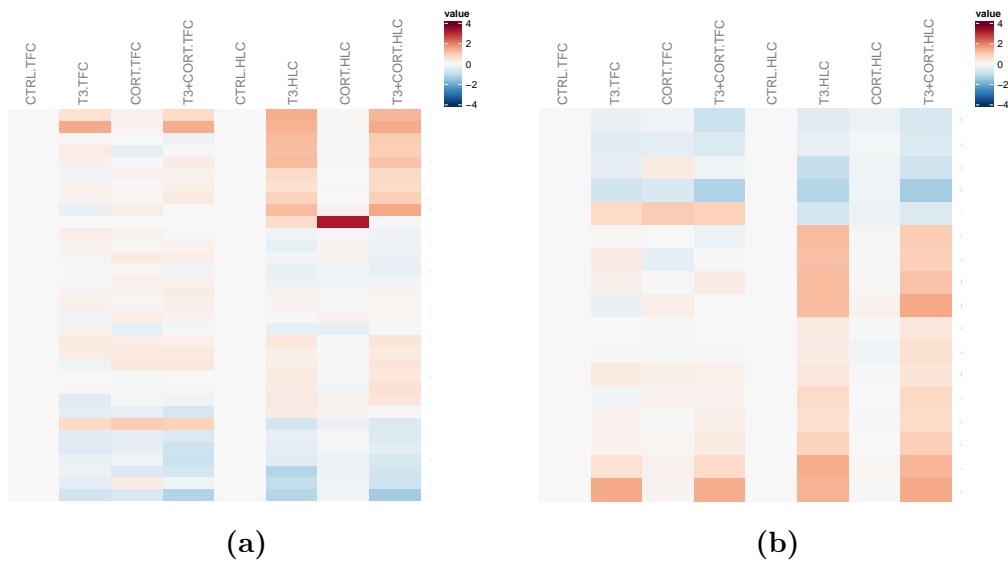 value
4
2
0
−2
−4
CTRL.TFC
T3.TFC
CORT.TFC
T3+CORT.TFC
CTRL.HLC
T3.HLC
CORT.HLC
T3+CORT.HLC
(a)
value
4
2
0
−2
−4
CTRL.TFC
T3.TFC
CORT.TFC
T3+CORT.TFC
CTRL.HLC
T3.HLC
CORT.HLC
T3+CORT.HLC
(b)